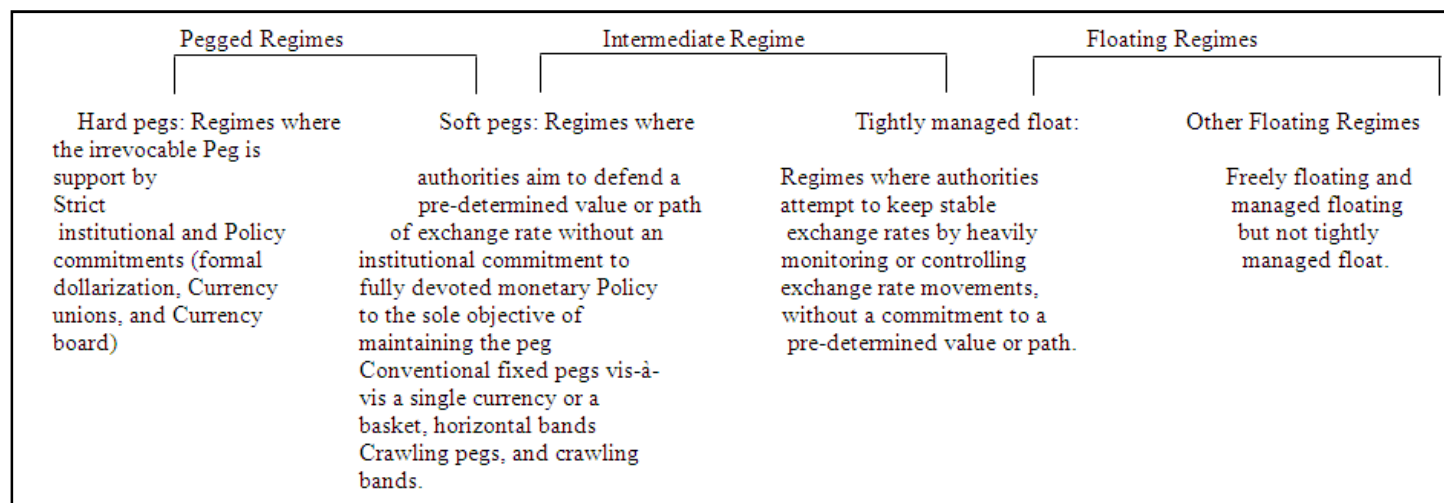 Pegged Regimes
Intermediate Regime
Floating Regimes
Hard pegs: Regimes where
the irrevocable Peg is
support by
Strict
institutional and Policy
commitments (formal
dollarization, Currency
unions, and Currency
board)
Soft pegs: Regimes where
authorities aim to defend a
pre-determined value or path
of exchange rate without an
institutional commitment to
fully devoted monetary Policy
to the sole objective of
maintaining the peg
Conventional fixed pegs vis-à-
vis a single currency or a
basket, horizontal bands
Crawling pegs, and crawling
bands.
Tightly managed float:
Regimes where authorities
attempt to keep stable
exchange rates by heavily
monitoring or controlling
exchange rate movements,
without a commitment to a
pre-determined value or path.
Other Floating Regimes
Freely floating and
managed floating
but not tightly
managed float.